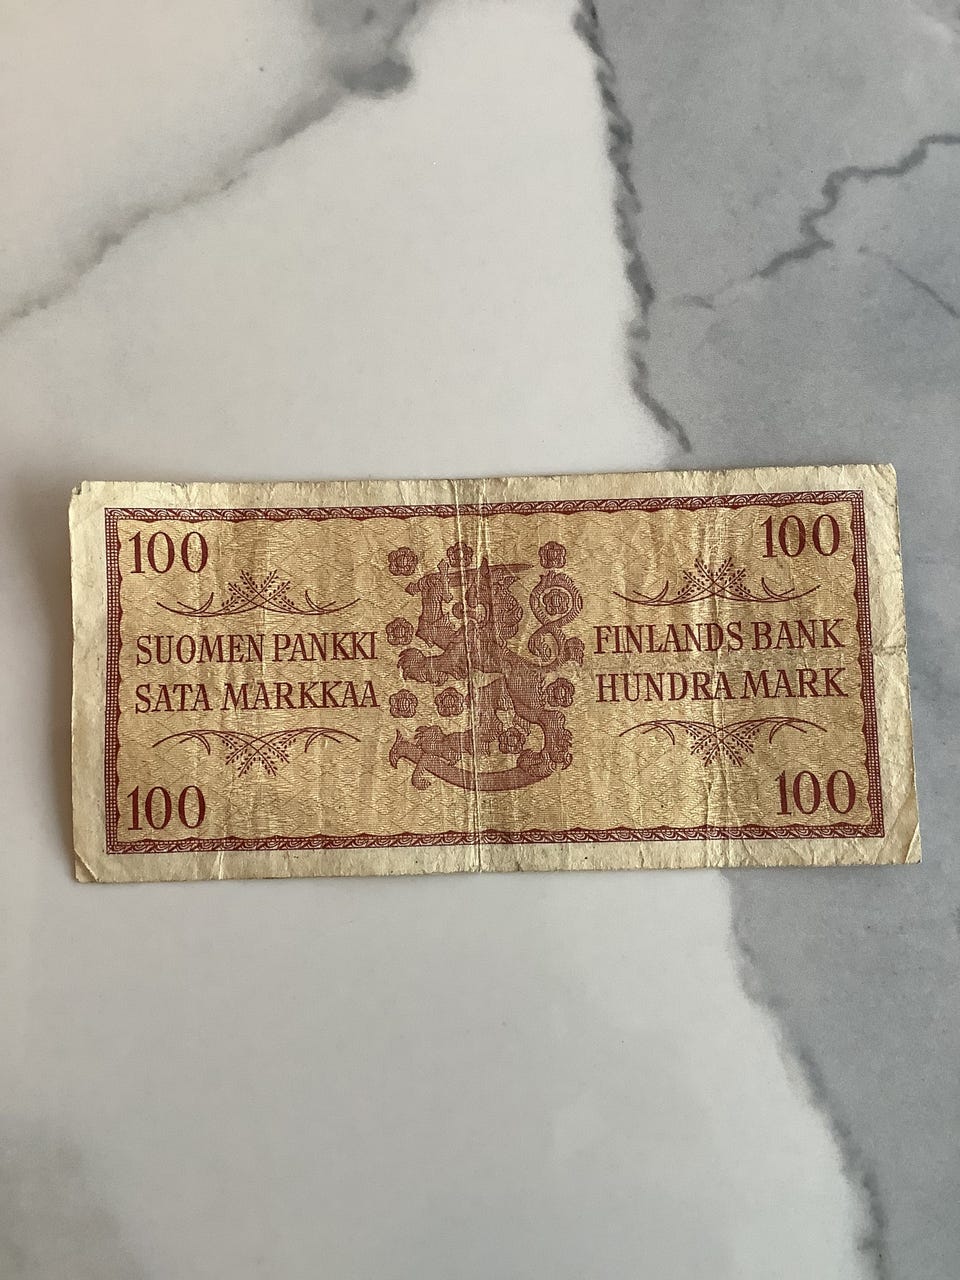 100 100
SUOMEN PANKKI FINLANDS BANK
SATA MARKKAA HUNDRA MARK
100 100